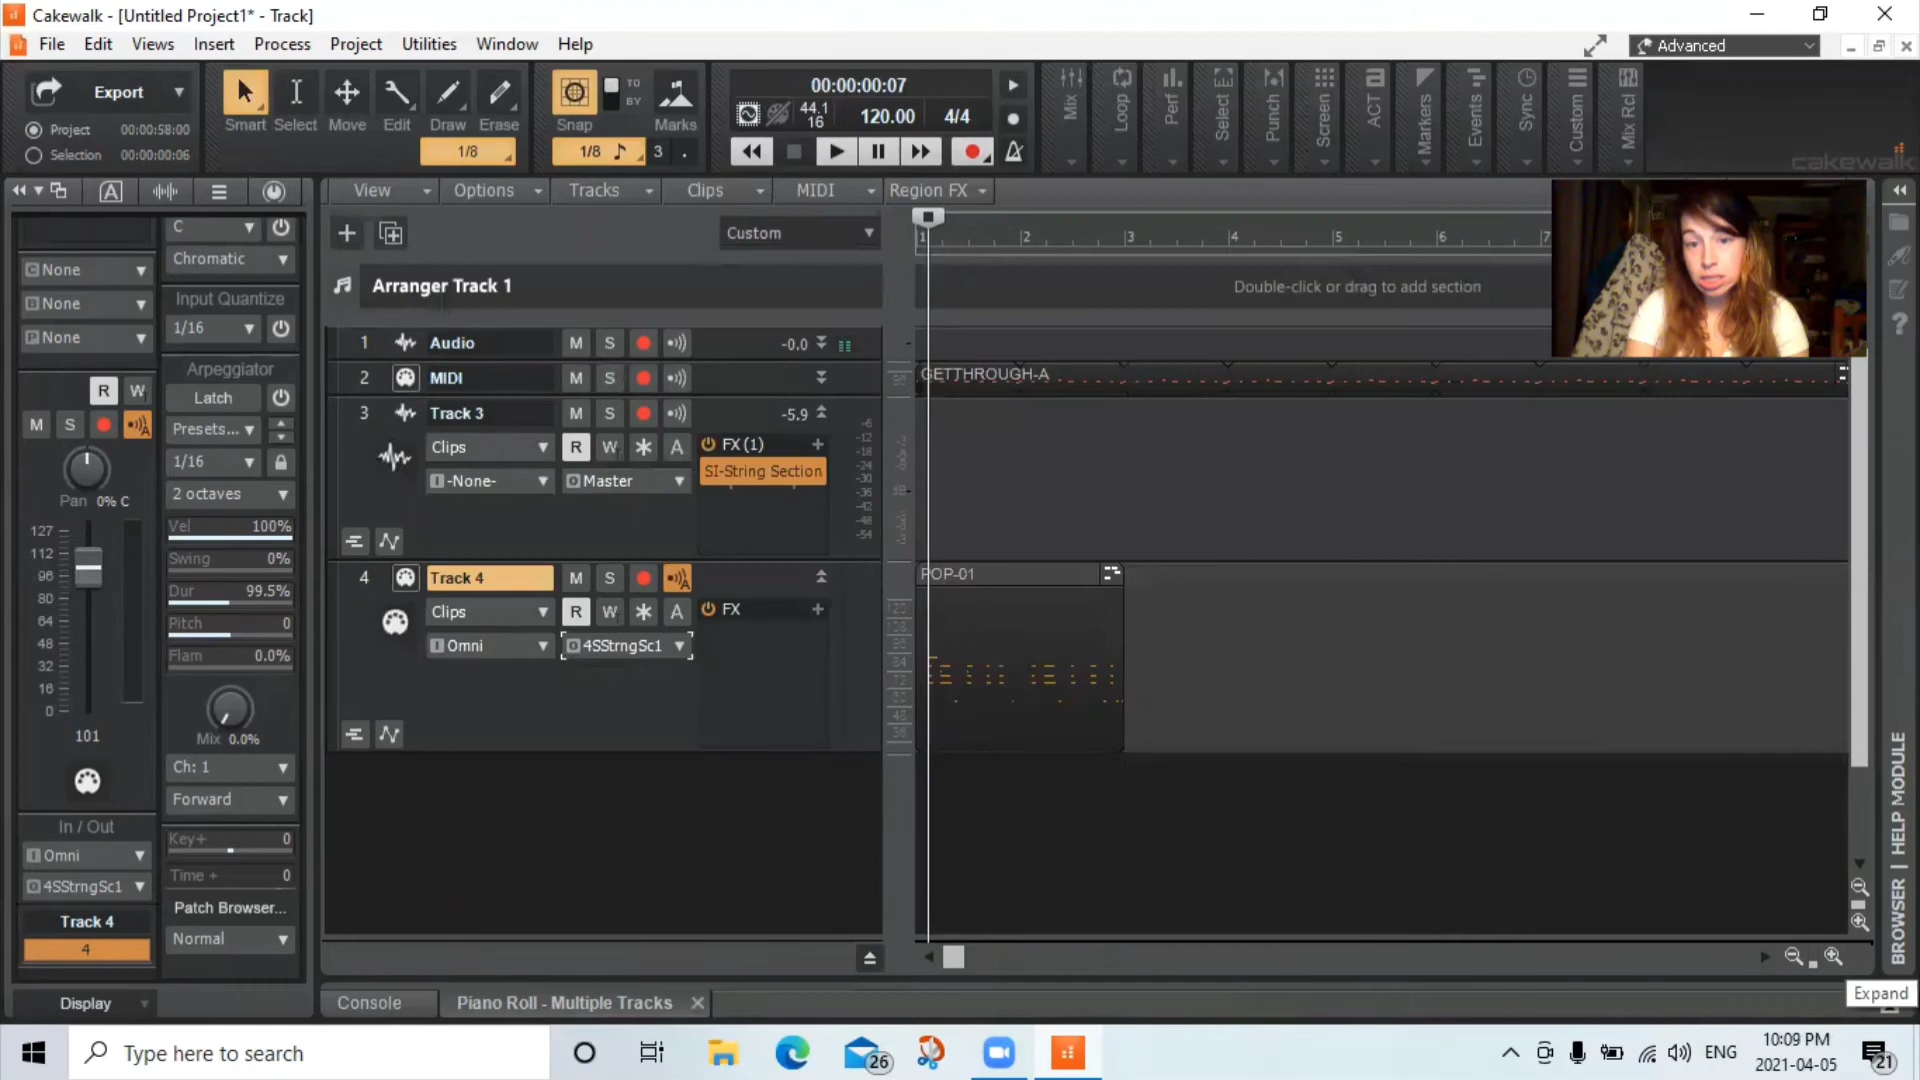 Cakewalk - [Untitled Project1* - Track]
File Edit Views Insert Process Project Utilities Window Help
Advanced
Export
Project 00:00:58:00
Selection 00:00:00:06
Smart Select Move Edit Draw Erase
1/8
Snap
TO
BY
Marks
1/8
3
00:00:00:07
44.1
16
120.00
4/4
Mix
Loop
Perf
Select
Punch
Screen
ACT
Markers
Events
Sync
Custom
Mix Rcl
cakewalk
View Options Tracks Clips MIDI Region FX
Custom
1 2 3 4 5 6 7
Arranger Track 1
Double-click or drag to add section
1 Audio M S -0.0
2 MIDI M S
GETTHROUGH-A
3 Track 3 M S -5.9
Clips R W * A
FX (1)
-None- Master
SI-String Section
-6
-12
-18
-24
-30
-36
-42
-48
-54
4 Track 4 M S
Clips R W * A
FX
Omni 4SStrngSc1
POP-01
C
Chromatic
None
None
None
Input Quantize
1/16
Arpeggiator
Latch
Presets...
1/16
2 octaves
Vel 100%
Swing 0%
Dur 99.5%
Pitch 0
Flam 0.0%
Mix 0.0%
Ch: 1
Forward
Key+ 0
Time + 0
Patch Browser...
Normal
R W
M S
Pan 0% C
127
112
96
80
64
48
32
16
0
101
In / Out
Omni
4SStrngSc1
Track 4
4
Display
Console
Piano Roll - Multiple Tracks
BROWSER | HELP MODULE
Expand
Type here to search
26
ENG
10:09 PM
2021-04-05
21